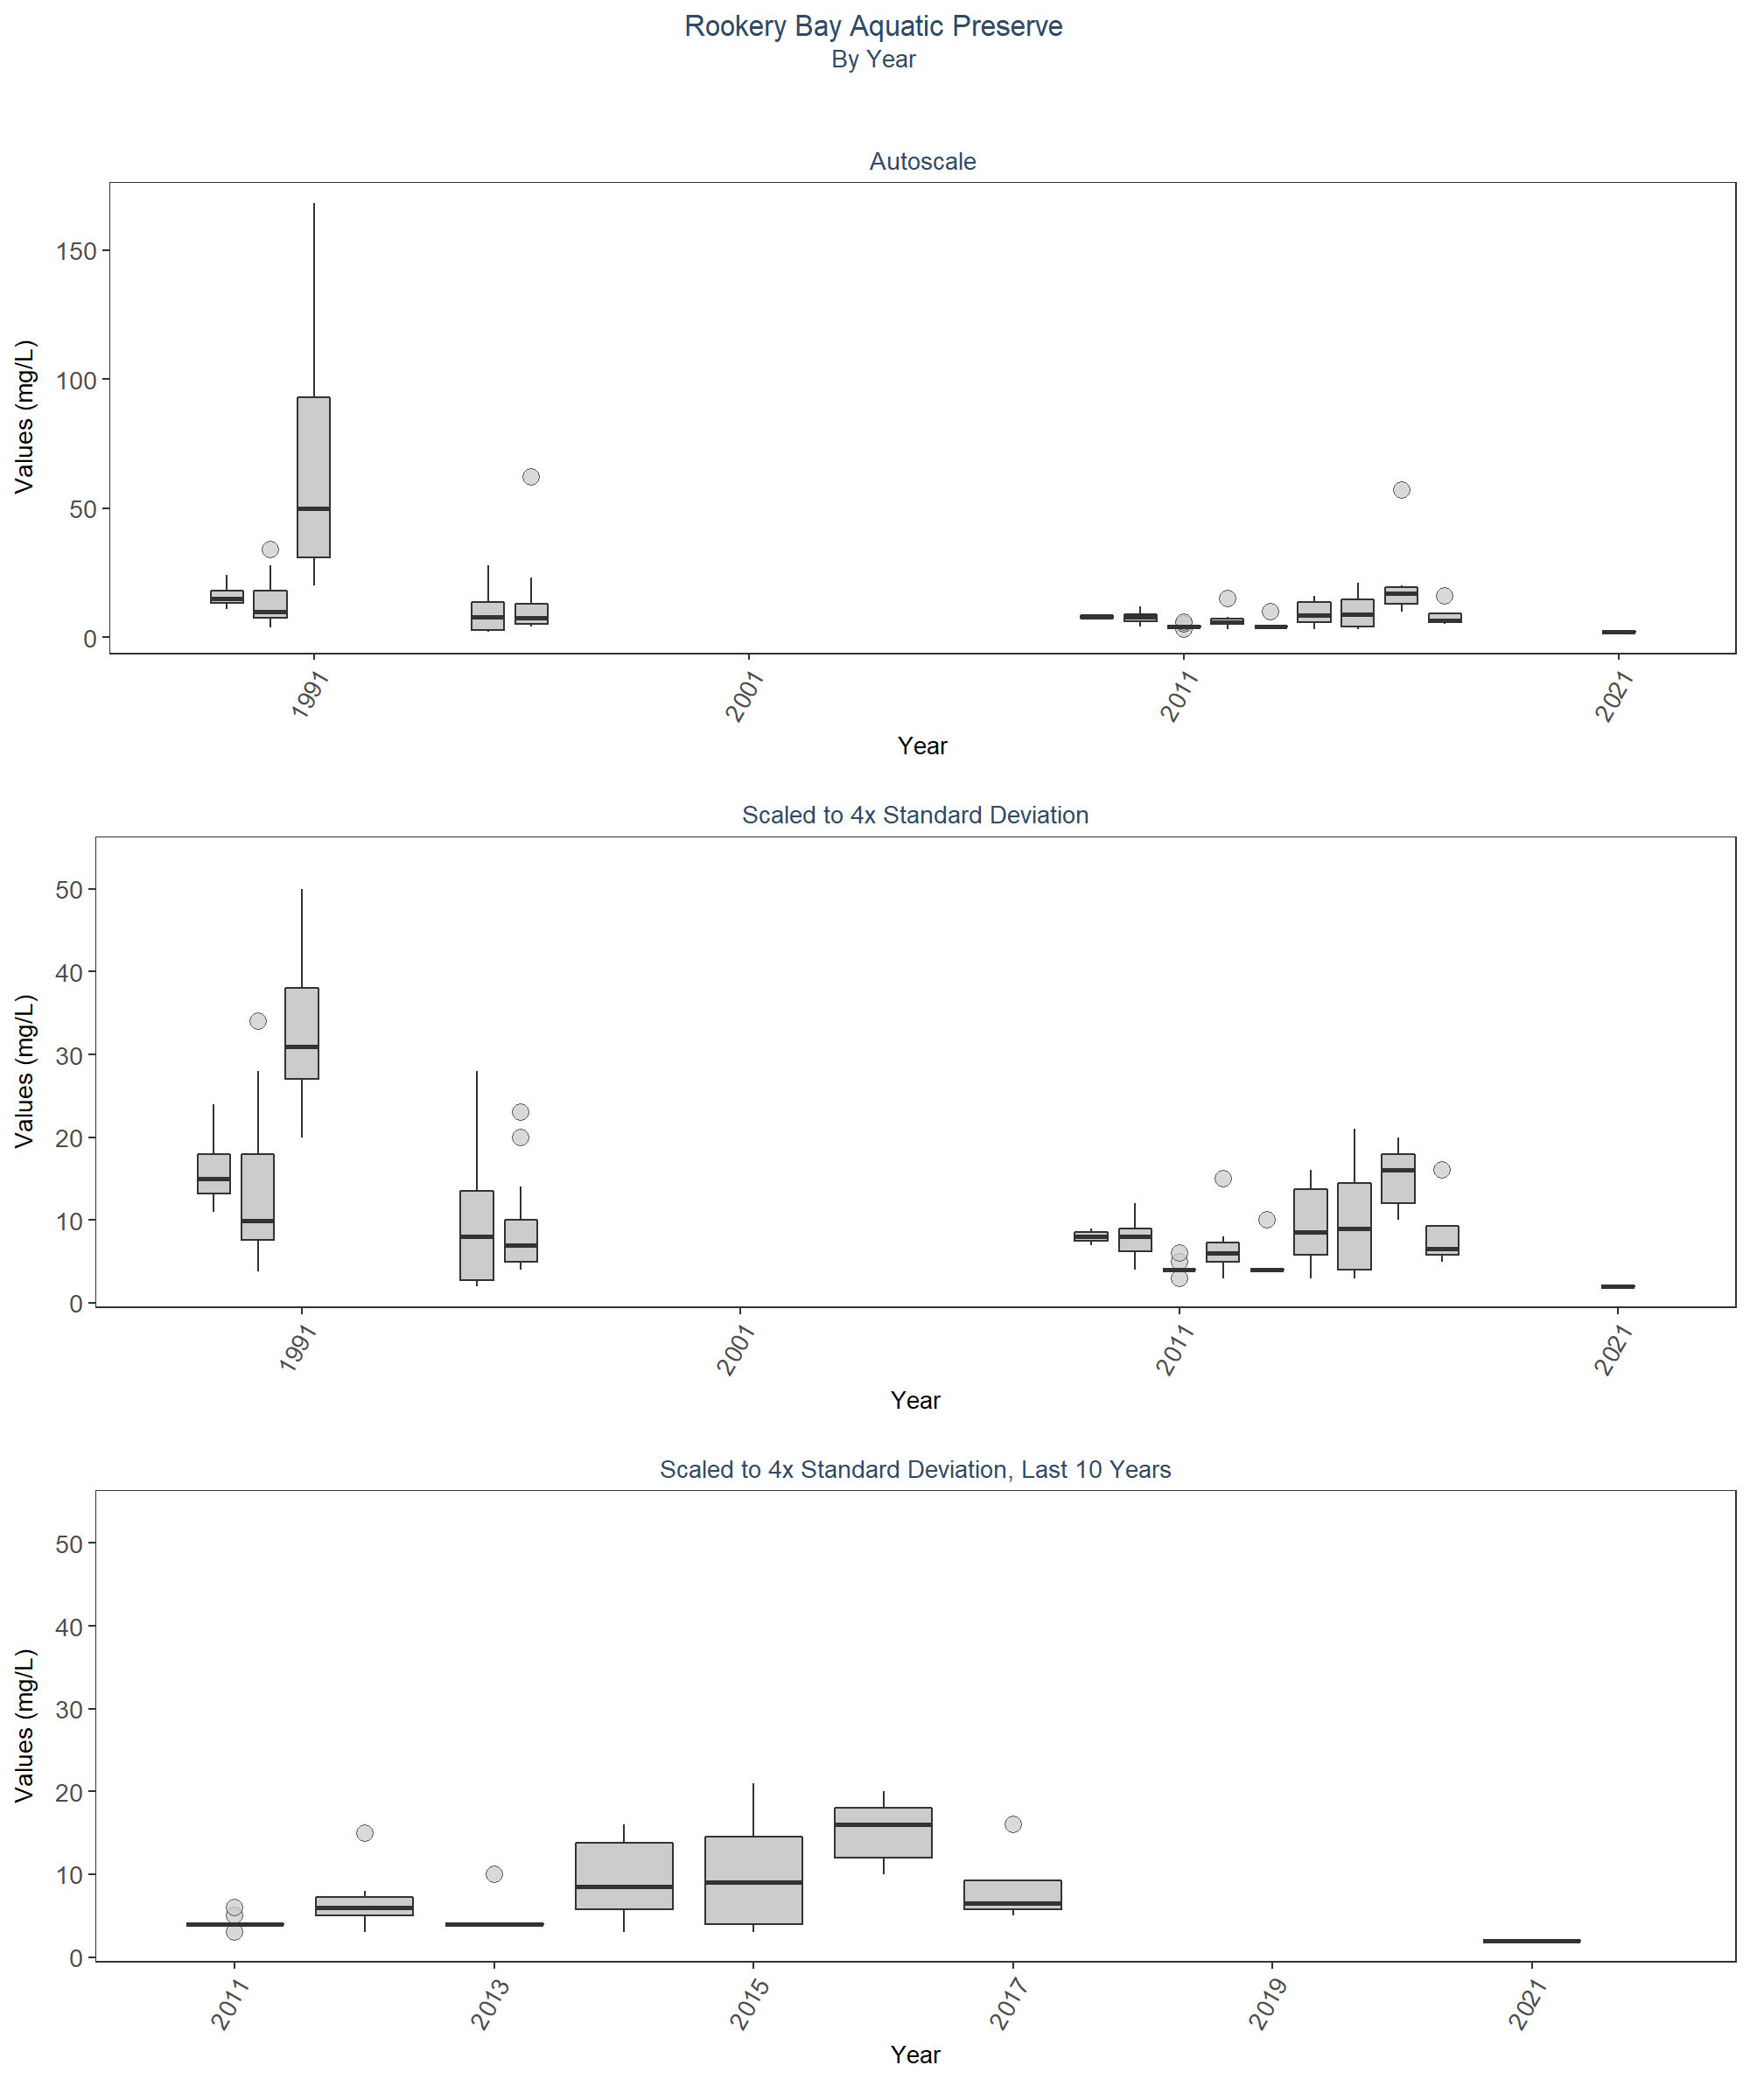 Rookery Bay Aquatic Preserve
By Year
Autoscale
Values (mg/L)
150
100
50
0
1991
2001
2011
2021
Year
Scaled to 4x Standard Deviation
Values (mg/L)
50
40
30
20
10
0
1991
2001
2011
2021
Year
Scaled to 4x Standard Deviation, Last 10 Years
Values (mg/L)
50
40
30
20
10
0
2011
2013
2015
2017
2019
2021
Year